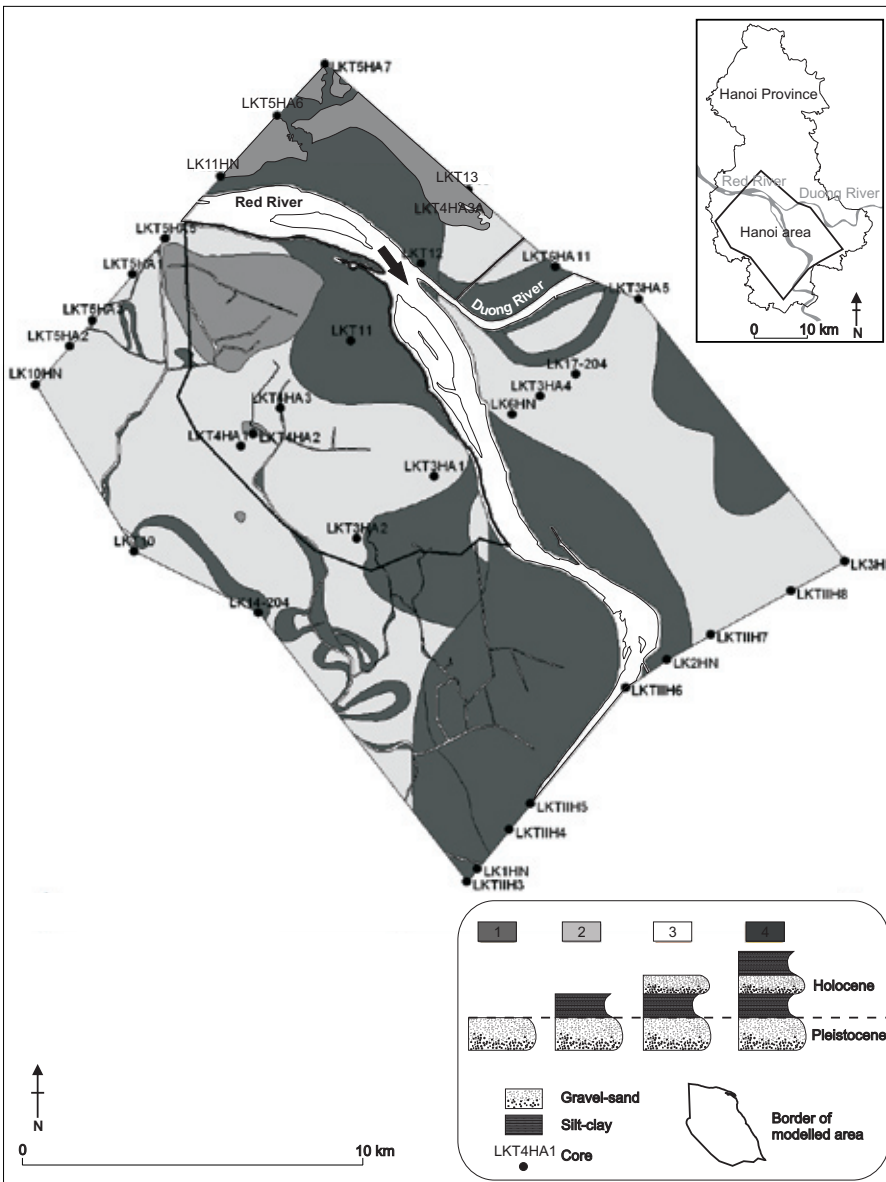 LKT5HA7
Hanoi Province
LKT5HA6
LK11HN
LKT13
Red River
Duong River
Red River
LKT4HA3A
Hanoi area
LKT5HA5
LKT12
LKT5HA1
LKT6HA11
Duong River
LKT3HA5
LKT5HA3
0 10 km
N
LKT11
LKT5HA2
LK17-204
LK10HN
LKT3HA4
LKT6HA3
LK6HN
LKT4HA1
LKT4HA2
LKT3HA1
LKT3HA2
LKT10
LK3H
LKTIIH8
LK14-204
LKTIIH7
LK2HN
LKTIIH6
LKTIIH5
LKTIIH4
LK1HN
LKTIIH3
1 2 3 4
Holocene
Pleistocene
Gravel-sand
Silt-clay
LKT4HA1 Core
Border of
modelled area
N
0 10 km